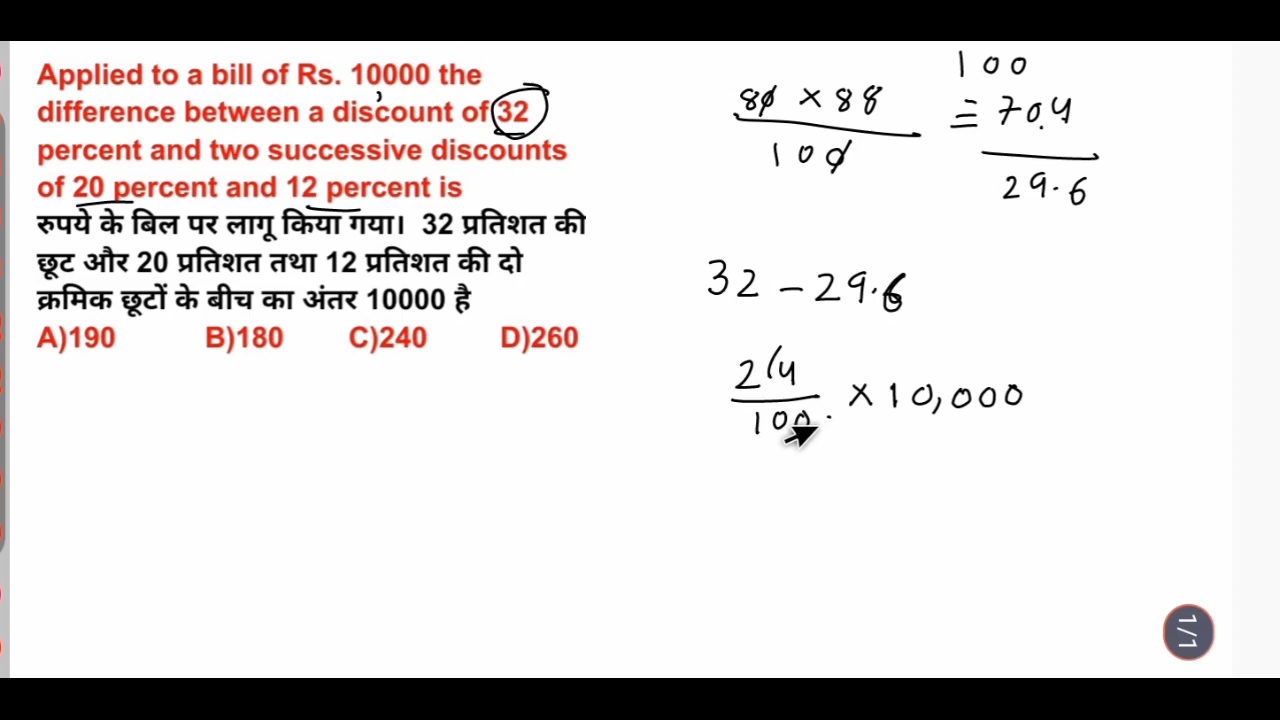 Applied to a bill of Rs. 10000 the
difference between a discount of 32
percent and two successive discounts
of 20 percent and 12 percent is
रुपये के बिल पर लागू किया गया। 32 प्रतिशत की
छूट और 20 प्रतिशत तथा 12 प्रतिशत की दो
क्रमिक छूटों के बीच का अंतर 10000 है
A)190 B)180 C)240 D)260
80 × 88
100
100
= 70.4
29.6
32 - 29.6
2.4
100
× 10,000
1/1